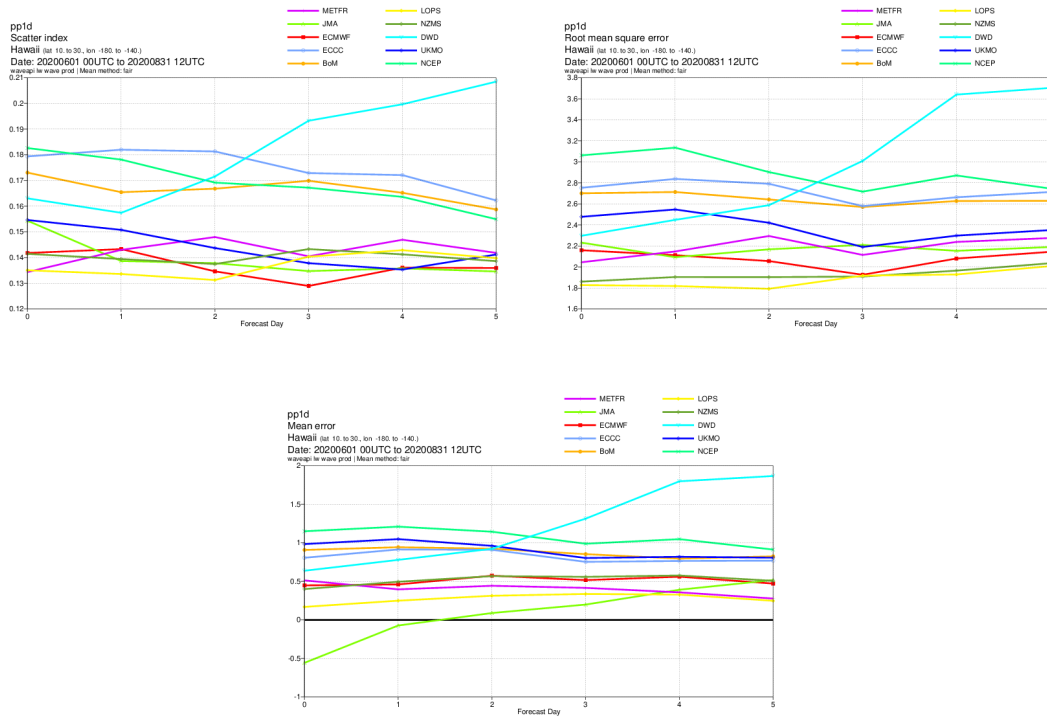 METFR LOPS
JMA NZMS
ECMWF DWD
ECCC UKMO
BoM NCEP
pp1d
Scatter index
Hawaii (lat 10. to 30., lon -180. to -140.)
Date: 20200601 00UTC to 20200831 12UTC
waveapi lw wave prod | Mean method: fair
0.21
0.2
0.19
0.18
0.17
0.16
0.15
0.14
0.13
0.12
0 1 2 3 4 5
Forecast Day
METFR LOPS
JMA NZMS
ECMWF DWD
ECCC UKMO
BoM NCEP
pp1d
Root mean square error
Hawaii (lat 10. to 30., lon -180. to -140.)
Date: 20200601 00UTC to 20200831 12UTC
waveapi lw wave prod | Mean method: fair
3.8
3.6
3.4
3.2
3
2.8
2.6
2.4
2.2
2
1.8
1.6
0 1 2 3 4
Forecast Day
METFR LOPS
JMA NZMS
ECMWF DWD
ECCC UKMO
BoM NCEP
pp1d
Mean error
Hawaii (lat 10. to 30., lon -180. to -140.)
Date: 20200601 00UTC to 20200831 12UTC
waveapi lw wave prod | Mean method: fair
2
1.5
1
0.5
0
-0.5
-1
0 1 2 3 4 5
Forecast Day